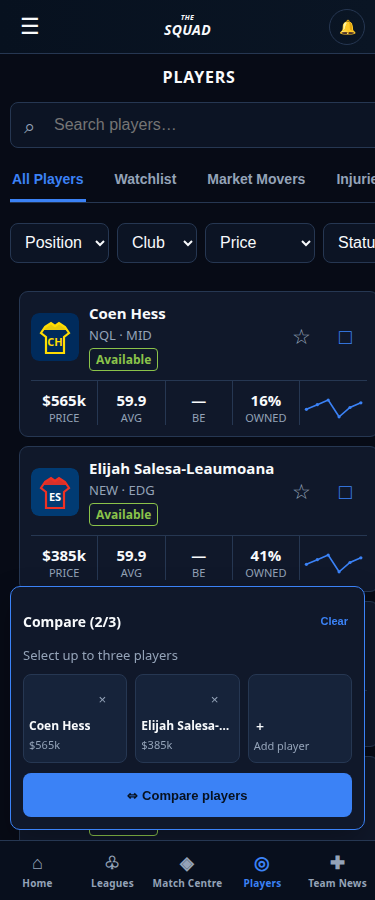 THE
SQUAD
PLAYERS
Search players…
All Players Watchlist Market Movers Injurie
Position Club Price Statu
Coen Hess
CH
NQL · MID
Available
$565k 59.9 — 16%
PRICE AVG BE OWNED
Elijah Salesa-Leaumoana
ES
NEW · EDG
Available
$385k 59.9 — 41%
PRICE AVG BE OWNED
Compare (2/3) Clear
Select up to three players
× ×
Coen Hess Elijah Salesa-... +
$565k $385k Add player
⇔ Compare players
Home Leagues Match Centre Players Team News